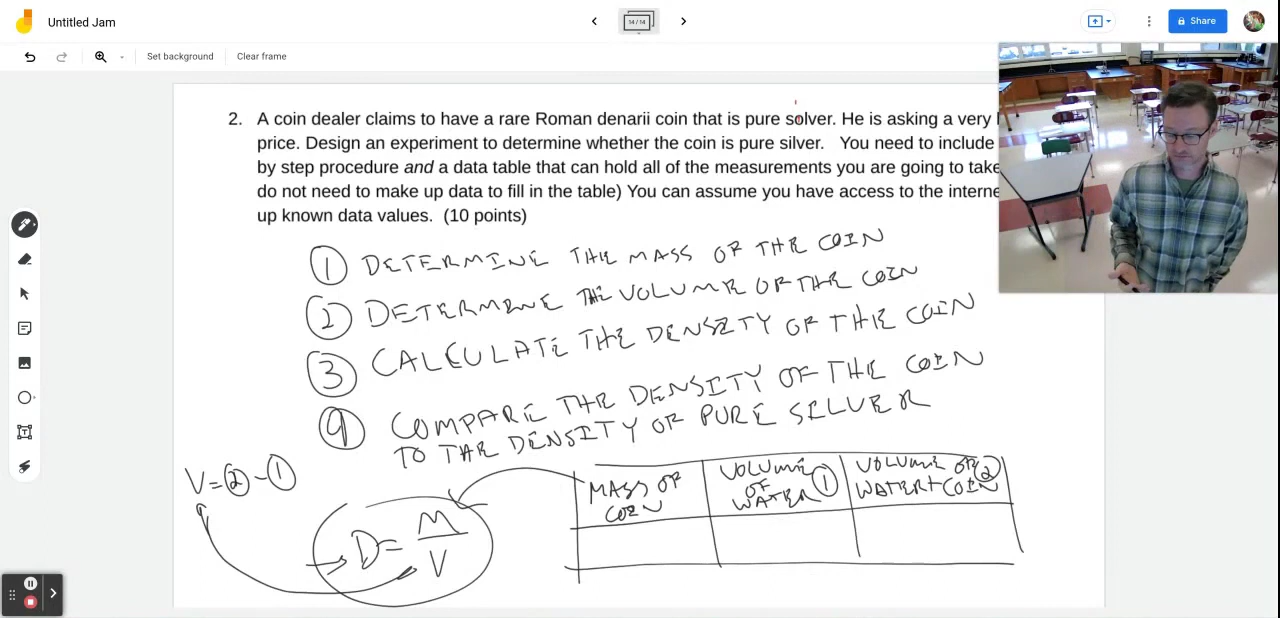 Untitled Jam
14 / 14
Share
Set background
Clear frame
2. A coin dealer claims to have a rare Roman denarii coin that is pure solver. He is asking a very
price. Design an experiment to determine whether the coin is pure silver. You need to include
by step procedure and a data table that can hold all of the measurements you are going to take
do not need to make up data to fill in the table) You can assume you have access to the interne
up known data values. (10 points)
1 DETERMINE THE MASS OF THE COIN
2 DETERMINE THE VOLUME OF THE COIN
3 CALCULATE THE DENSITY OF THE COIN
4 COMPARE THE DENSITY OF THE COIN
TO THE DENSITY OF PURE SILVER
V = 2 - 1
D = M
V
MASS OF
COIN
VOLUME
OF
WATER 1
VOLUME OF 2
WATER + COIN